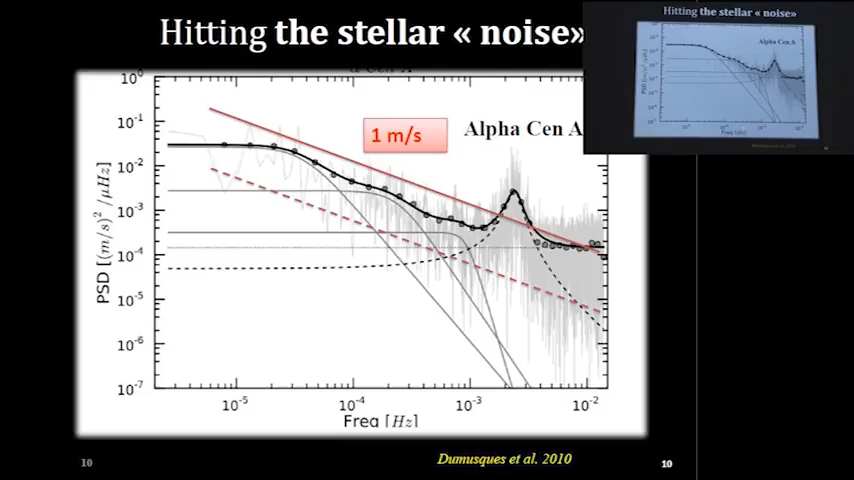 Hitting the stellar « noise»
Hitting the stellar « noise»
Alpha Cen A
10⁰
10⁻¹
10⁻²
10⁻³
10⁻⁴
10⁻⁵
10⁻⁶
10⁻⁷
PSD [(m/s)² /μHz]
1 m/s
Alpha Cen A
10⁻⁵
10⁻⁴
10⁻³
10⁻²
Freq [Hz]
10
Dumusques et al. 2010
10